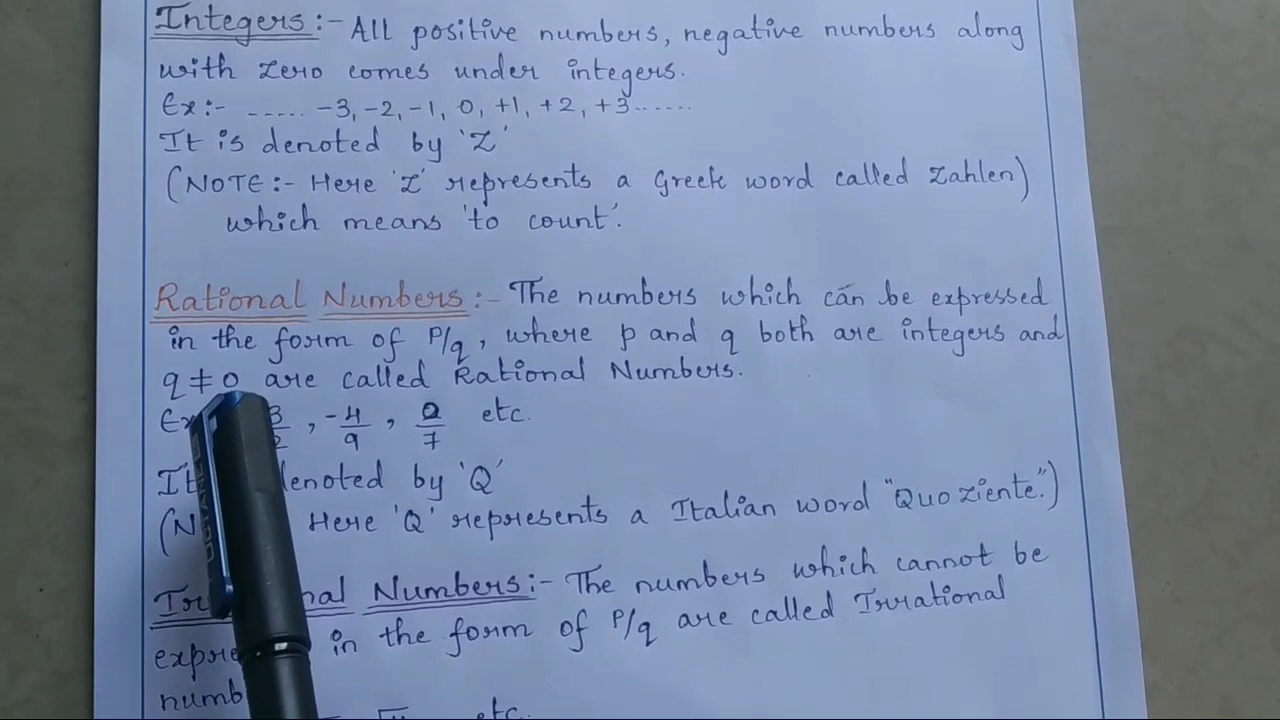 Integers :- All positive numbers, negative numbers along
with zero comes under integers.
Ex:- ..... -3, -2, -1, 0, +1, +2, +3......
It is denoted by 'Z'
(NOTE:- Here 'Z' represents a Greek word called Zahlen)
which means 'to count'.
Rational Numbers :- The numbers which can be expressed
in the form of P/q, where p and q both are integers and
q ≠ 0 are called Rational Numbers.
Ex 3/2, -4/9, 0/7 etc.
It denoted by 'Q'
(N Here 'Q' represents a Italian word "Quoziente".)
Numbers:- The numbers which cannot be
in the form of P/q are called Irrational
etc.